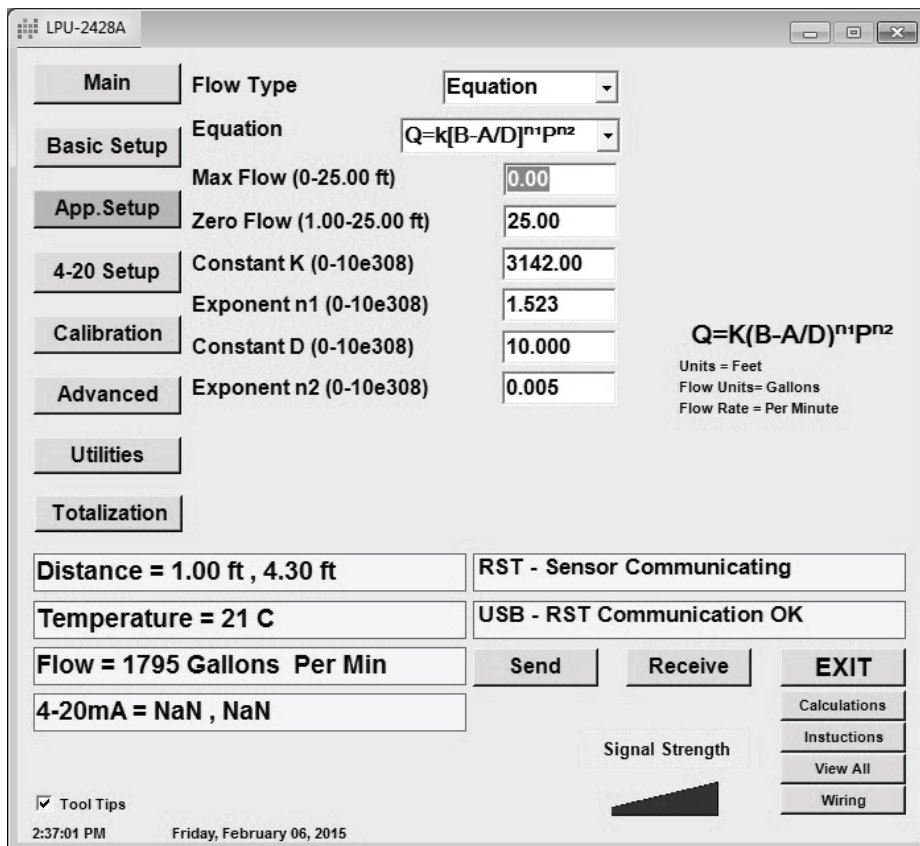 LPU-2428A
Main
Basic Setup
App.Setup
4-20 Setup
Calibration
Advanced
Utilities
Totalization
Flow Type Equation
Equation Q=k[B-A/D]ⁿ¹Pⁿ²
Max Flow (0-25.00 ft) 0.00
Zero Flow (1.00-25.00 ft) 25.00
Constant K (0-10e308) 3142.00
Exponent n1 (0-10e308) 1.523
Constant D (0-10e308) 10.000
Exponent n2 (0-10e308) 0.005
Q=K(B-A/D)ⁿ¹Pⁿ²
Units = Feet
Flow Units= Gallons
Flow Rate = Per Minute
Distance = 1.00 ft , 4.30 ft
Temperature = 21 C
Flow = 1795 Gallons Per Min
4-20mA = NaN , NaN
RST - Sensor Communicating
USB - RST Communication OK
Send
Receive
EXIT
Calculations
Instuctions
View All
Wiring
Signal Strength
Tool Tips
2:37:01 PM Friday, February 06, 2015